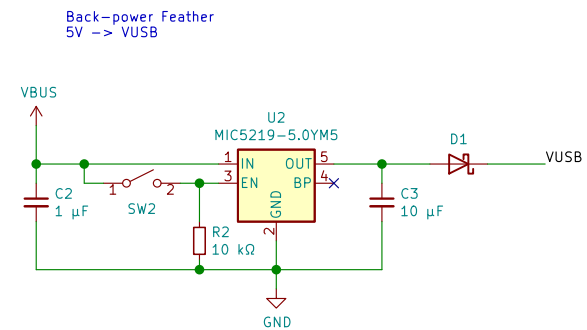 Back-power Feather
5V -> VUSB
VBUS
U2
MIC5219-5.0YM5
D1
VUSB
1 IN
OUT 5
3 EN
BP 4
GND
2
C2
1 µF
1
2
SW2
C3
10 µF
R2
10 kΩ
GND